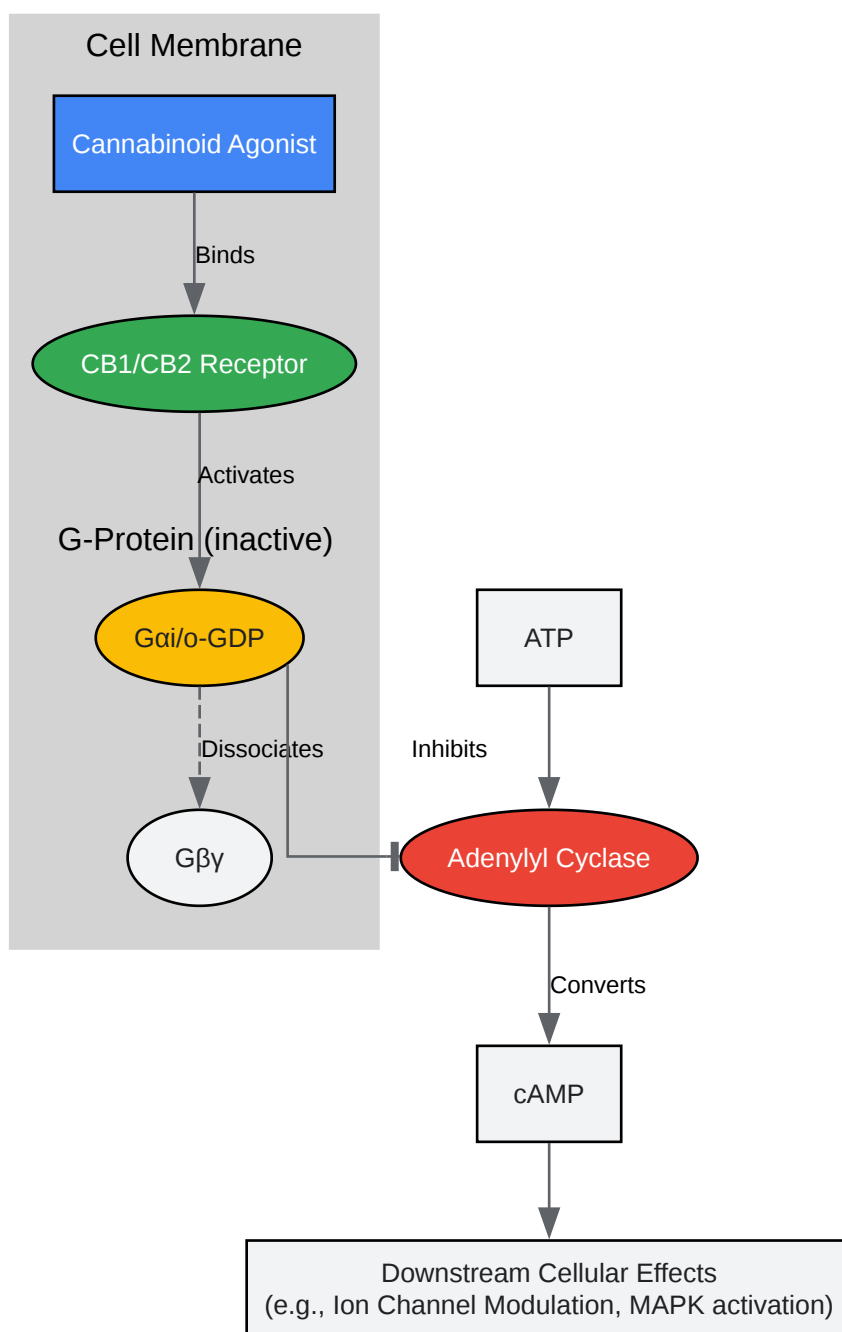 Cell Membrane
Cannabinoid Agonist
Binds
CB1/CB2 Receptor
Activates
G-Protein (inactive)
Gαi/o-GDP
ATP
Dissociates
Inhibits
Gβγ
Adenylyl Cyclase
Converts
cAMP
Downstream Cellular Effects
(e.g., Ion Channel Modulation, MAPK activation)